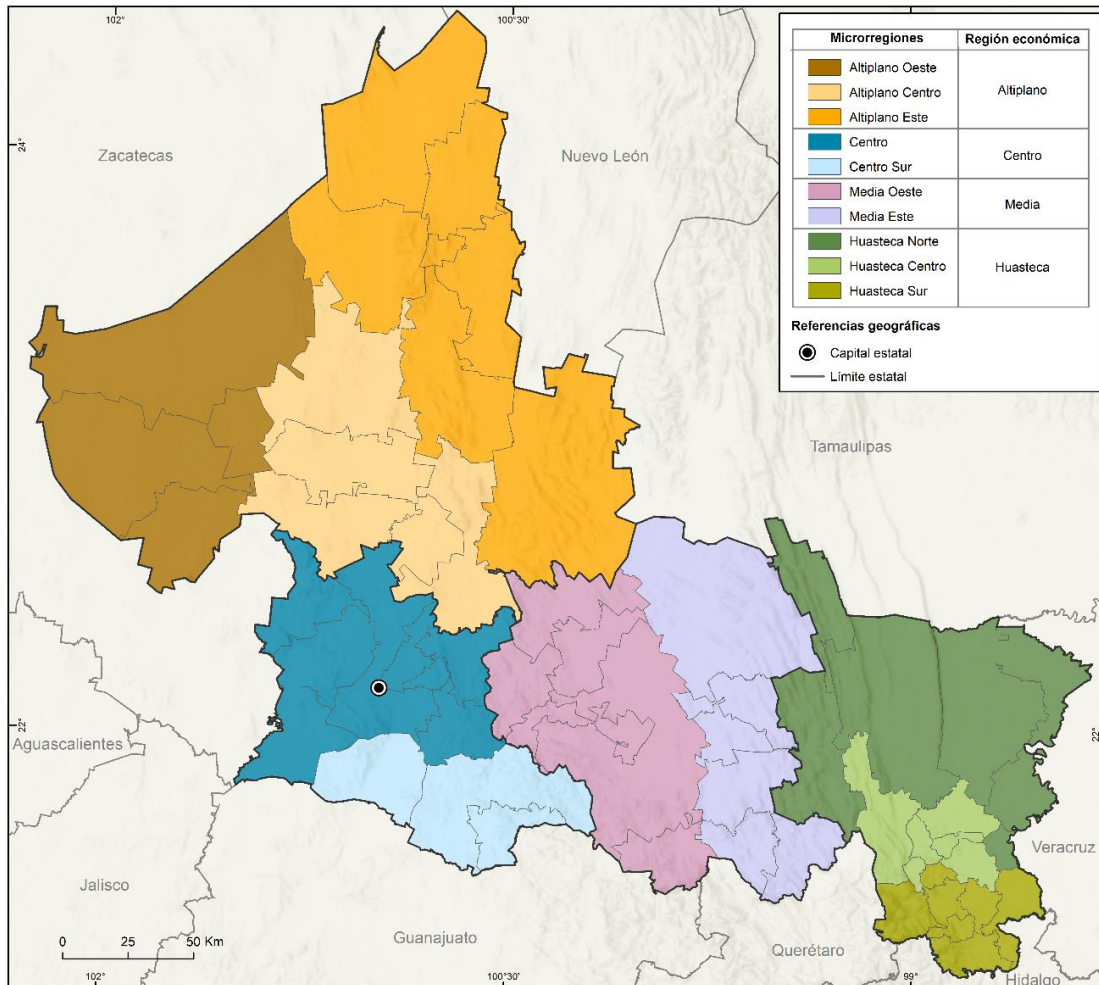 102°
100°30'
Microrregiones Región económica
Altiplano Oeste
Altiplano Centro
Altiplano Este
Altiplano
Centro
Centro Sur
Centro
Media Oeste
Media Este
Media
Huasteca Norte
Huasteca Centro
Huasteca Sur
Huasteca
Referencias geográficas
Capital estatal
Límite estatal
24°
Zacatecas
Nuevo León
Tamaulipas
22°
22°
Aguascalientes
Jalisco
Guanajuato
Querétaro
Veracruz
Hidalgo
0 25 50 Km
102°
100°30'
99°